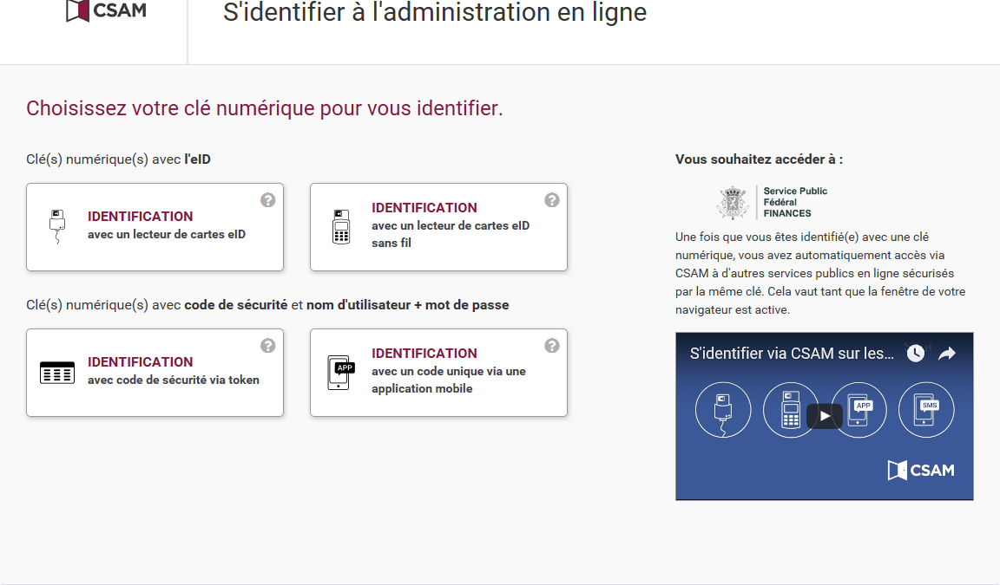 CSAM
S'identifier à l'administration en ligne
Choisissez votre clé numérique pour vous identifier.
Clé(s) numérique(s) avec l'eID
?
IDENTIFICATION
avec un lecteur de cartes eID
?
IDENTIFICATION
avec un lecteur de cartes eID
sans fil
Clé(s) numérique(s) avec code de sécurité et nom d'utilisateur + mot de passe
?
IDENTIFICATION
avec code de sécurité via token
?
APP
IDENTIFICATION
avec un code unique via une
application mobile
Vous souhaitez accéder à :
Service Public
Fédéral
FINANCES
Une fois que vous êtes identifié(e) avec une clé
numérique, vous avez automatiquement accès via
CSAM à d'autres services publics en ligne sécurisés
par la même clé. Cela vaut tant que la fenêtre de votre
navigateur est active.
S'identifier via CSAM sur les...
APP
SMS
CSAM